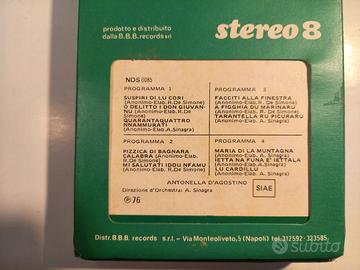 prodotto e distribuito
dalla B.B.B. records srl
stereo 8
NDS 0085
PROGRAMMA 1
SUSPIRI DI LU CORI
(Anonimo-Elab.R.De Simone)
O DELITTO I DON GIUVAN-
NU
(Anonimo-Elab.R.De Simone)
QUARANTAQUATTRO
NNAMMURATI
(Anonimo-Elab.A.Sinagra)
PROGRAMMA 3
FACCITI ALLA FINESTRA
(Anonimo-Elab.R.De Simone)
A FIGGHIA DU MARINARU
(Anonimo-Elab.R.De Simone)
TARANTELLA RU PICURARU
(Anonimo-Elab.A.Sinagra)
PROGRAMMA 2
PIZZICA DI BAGNARA
CALABRA (Anonimo-Elab.
R.De Simone)
MI SALUTATI IDDU NFAMU
(Anonimo-Elab.A.Sinagra)
PROGRAMMA 4
MARIA DI LA MUNTAGNA
(Anonimo-Elab.R.De Simone)
IETTA NA FUNA E' IETTALA
(Anonimo-Elab.A.Sinagra)
U CARDILLU
(Anonimo-Elab.A.Sinagra)
ANTONELLA D'AGOSTINO
Direzione d'Orchestra: A. Sinagra
SIAE
Ⓟ 76
Distr. B.B.B. records s.r.l. - Via Monteoliveto,5 (Napoli) tel.312592-323585
subito